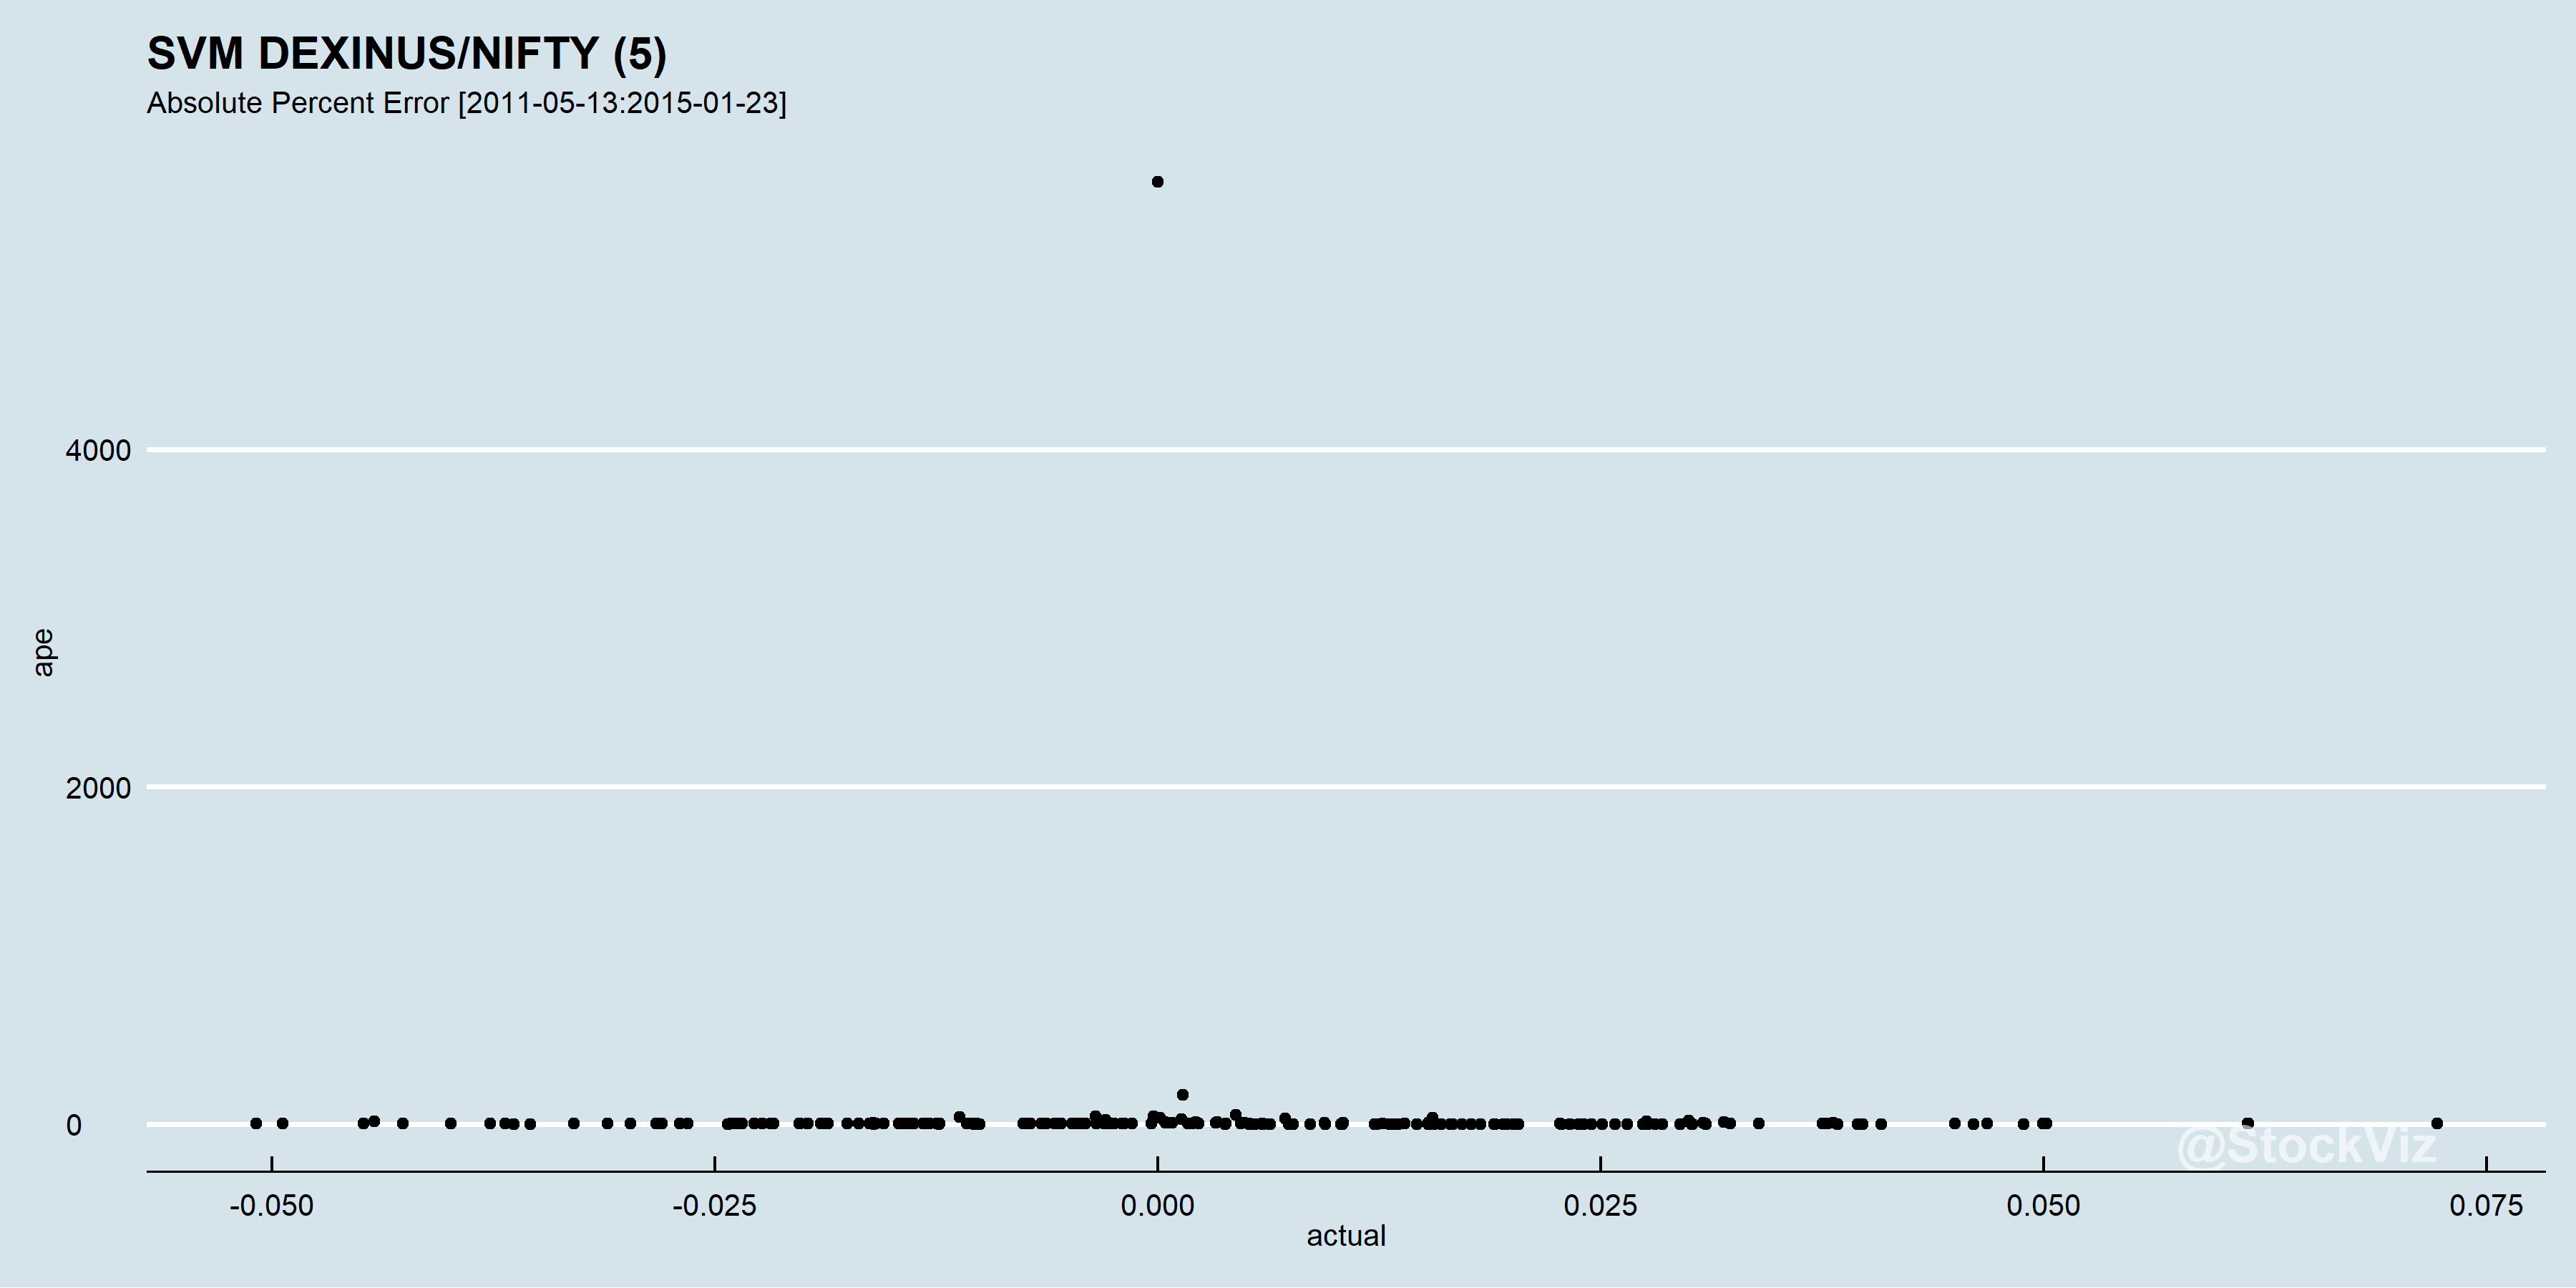 SVM DEXINUS/NIFTY (5)
Absolute Percent Error [2011-05-13:2015-01-23]
4000
ape
2000
0
@StockViz
-0.050 -0.025 0.000 0.025 0.050 0.075
actual